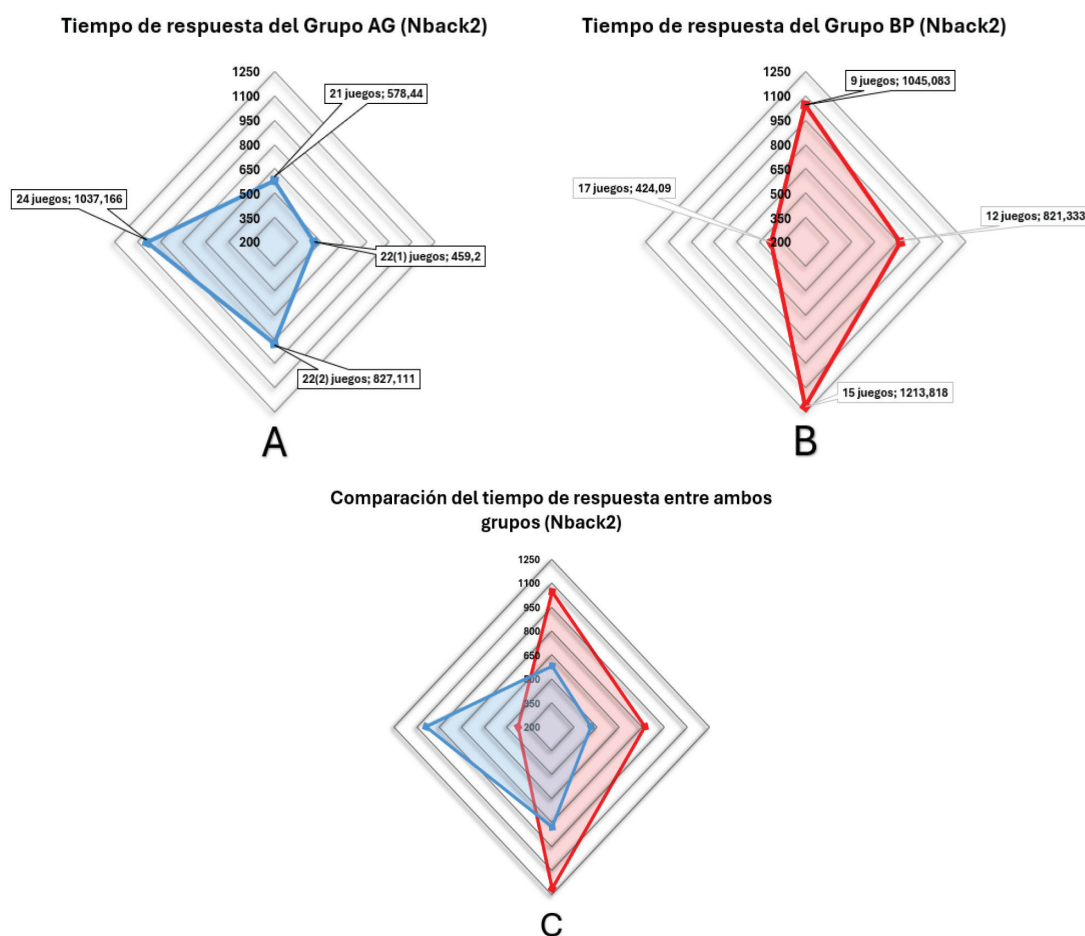 Tiempo de respuesta del Grupo AG (Nback2)
1250
1100
950
800
650
500
350
200
21 juegos; 578,44
24 juegos; 1037,166
22(1) juegos; 459,2
22(2) juegos; 827,111
A
Tiempo de respuesta del Grupo BP (Nback2)
1250
1100
950
800
650
500
350
200
9 juegos; 1045,083
17 juegos; 424,09
12 juegos; 821,333
15 juegos; 1213,818
B
Comparación del tiempo de respuesta entre ambos
grupos (Nback2)
1250
1100
950
800
650
500
350
200
C